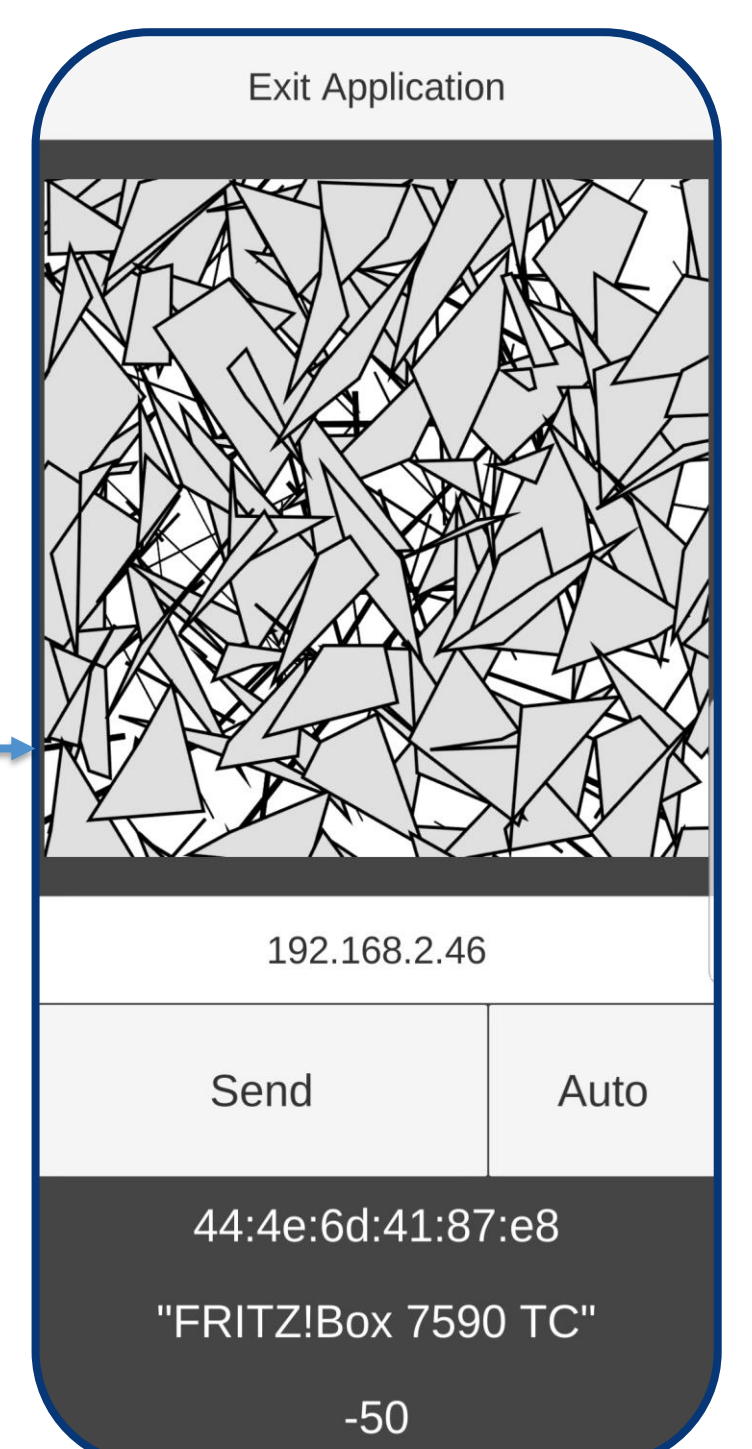 Exit Application
192.168.2.46
Send Auto
44:4e:6d:41:87:e8
"FRITZ!Box 7590 TC"
-50